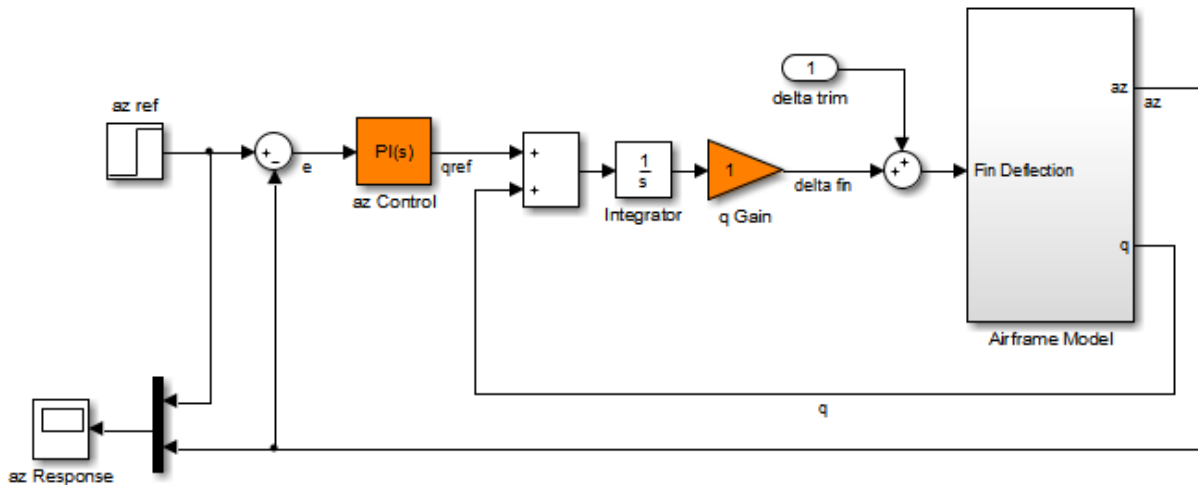 az ref
+
−
e
PI(s)
az Control
qref
+
+
1
s
Integrator
1
q Gain
delta fin
1
delta trim
+
+
Fin Deflection
az
q
Airframe Model
az
q
az Response